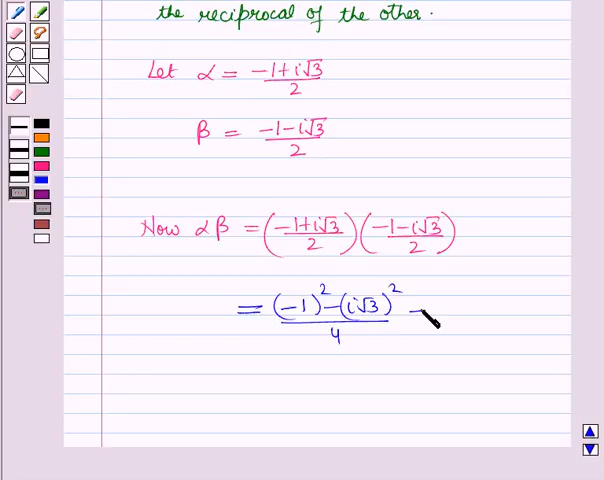 the reciprocal of the other.
Let α = (-1+i√3)/2
β = (-1-i√3)/2
Now αβ = ((-1+i√3)/2)((-1-i√3)/2)
= ((-1)² - (i√3)²)/4